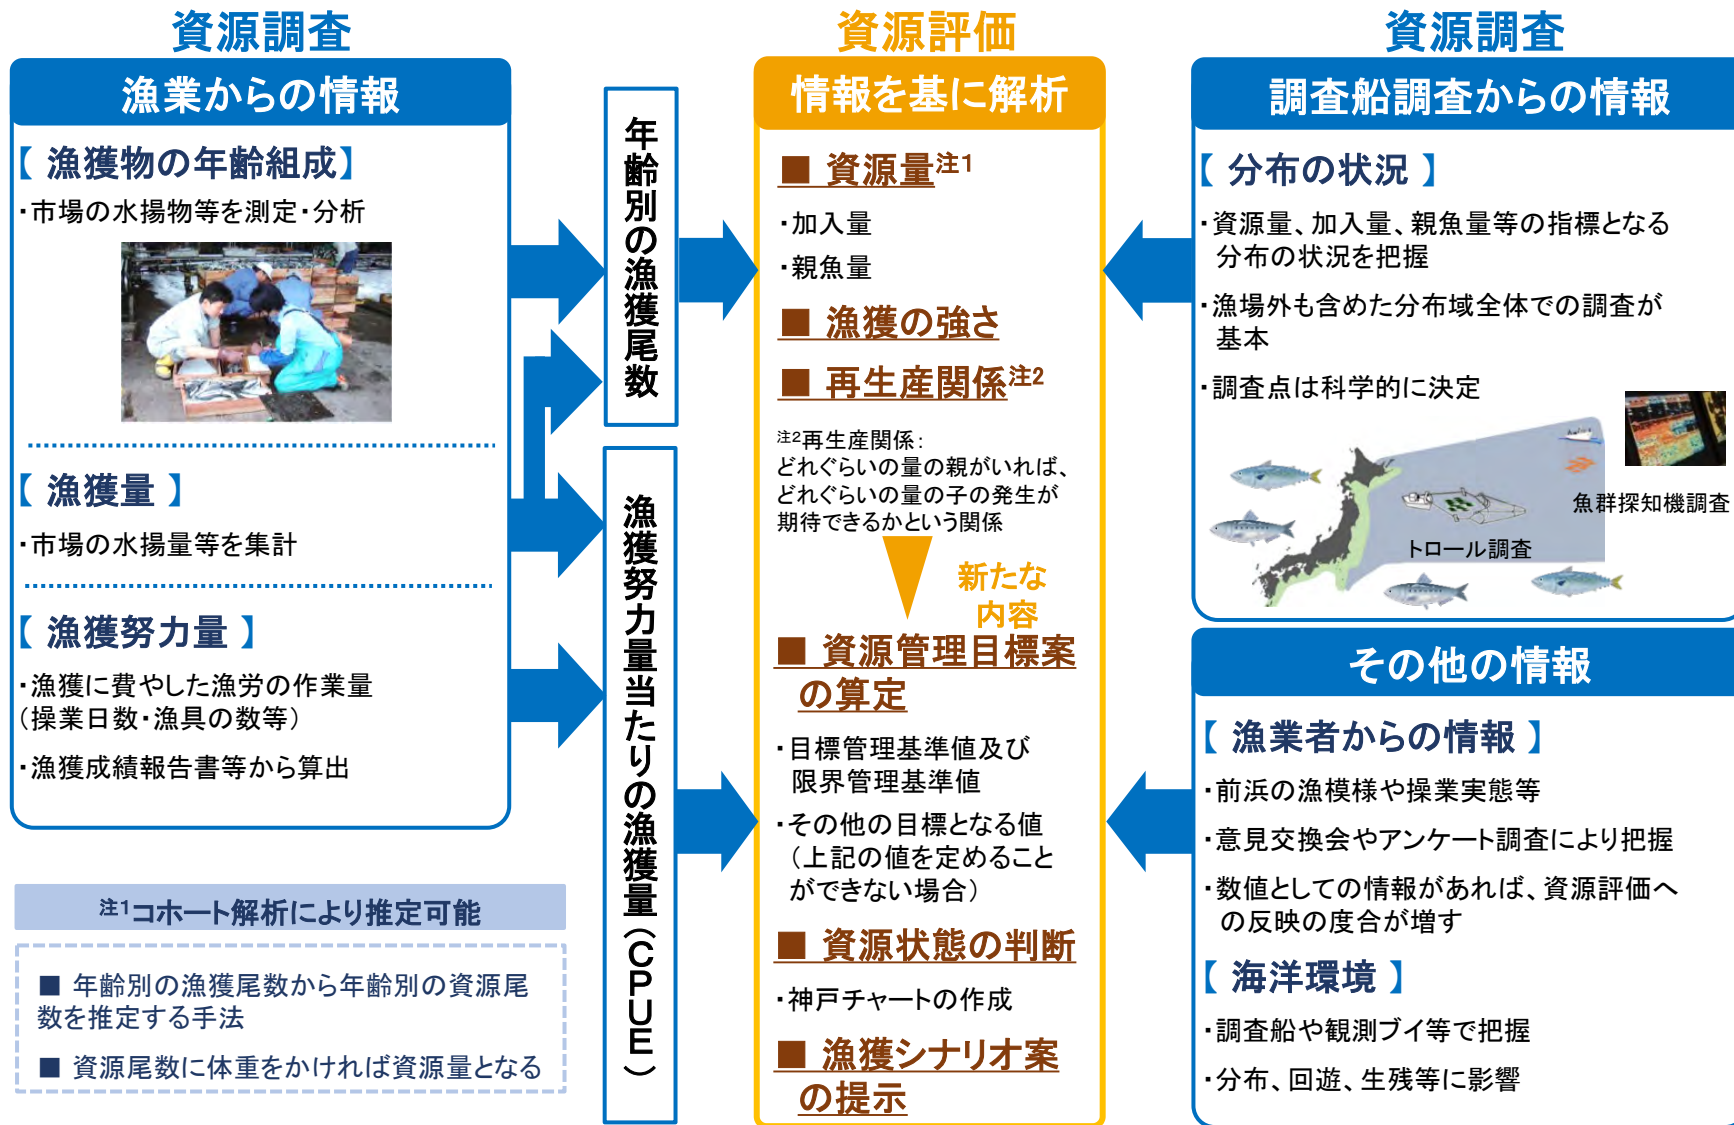 資源調査
漁業からの情報
【 漁獲物の年齢組成】
・市場の水揚物等を測定・分析
【 漁獲量 】
・市場の水揚量等を集計
【 漁獲努力量 】
・漁獲に費やした漁労の作業量
（操業日数・漁具の数等）
・漁獲成績報告書等から算出
注1コホート解析により推定可能
■ 年齢別の漁獲尾数から年齢別の資源尾
数を推定する手法
■ 資源尾数に体重をかければ資源量となる
年齢別の漁獲尾数
漁獲努力量当たりの漁獲量（CPUE）
資源評価
情報を基に解析
■ 資源量注1
・加入量
・親魚量
■ 漁獲の強さ
■ 再生産関係注2
注2再生産関係：
どれぐらいの量の親がいれば、
どれぐらいの量の子の発生が
期待できるかという関係
新たな
内容
■ 資源管理目標案
の算定
・目標管理基準値及び
限界管理基準値
・その他の目標となる値
（上記の値を定めること
ができない場合）
■ 資源状態の判断
・神戸チャートの作成
■ 漁獲シナリオ案
の提示
資源調査
調査船調査からの情報
【 分布の状況 】
・資源量、加入量、親魚量等の指標となる
分布の状況を把握
・漁場外も含めた分布域全体での調査が
基本
・調査点は科学的に決定
魚群探知機調査
トロール調査
その他の情報
【 漁業者からの情報 】
・前浜の漁模様や操業実態等
・意見交換会やアンケート調査により把握
・数値としての情報があれば、資源評価へ
の反映の度合が増す
【 海洋環境 】
・調査船や観測ブイ等で把握
・分布、回遊、生残等に影響